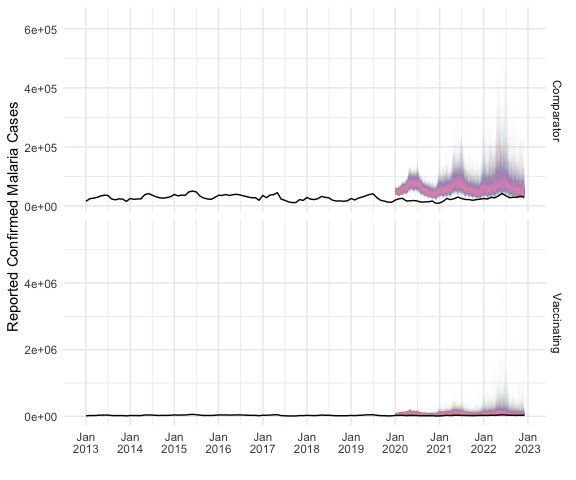 Reported Confirmed Malaria Cases
6e+05
4e+05
2e+05
0e+00
Comparator
4e+06
2e+06
0e+00
Vaccinating
Jan Jan Jan Jan Jan Jan Jan Jan Jan Jan Jan
2013 2014 2015 2016 2017 2018 2019 2020 2021 2022 2023